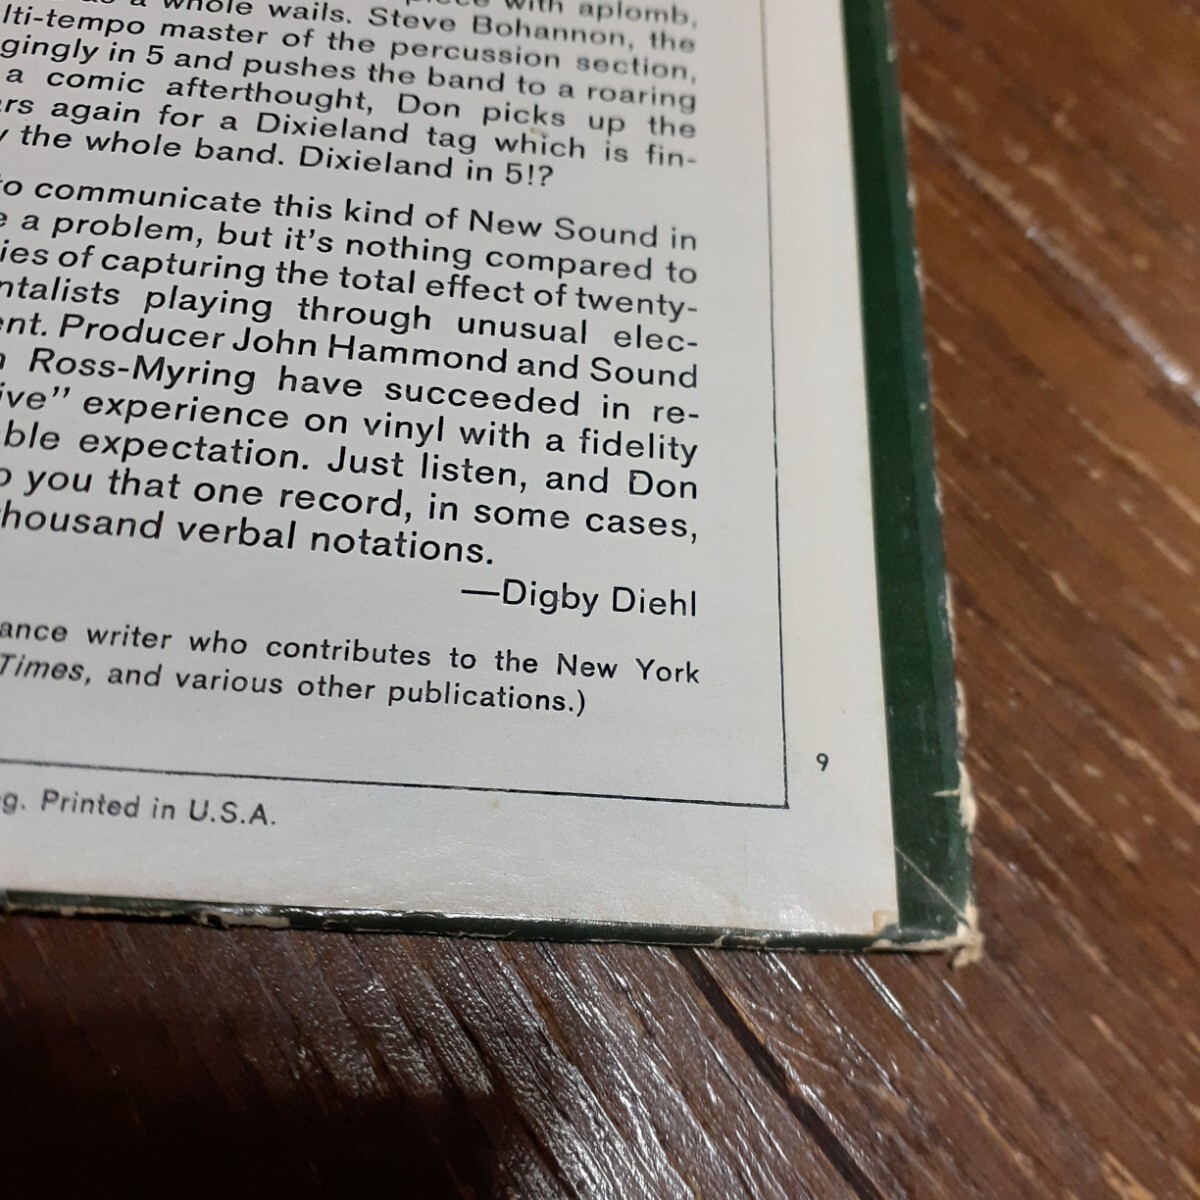 a whole wails. Steve Bohannon, the
lti-tempo master of the percussion section,
gingly in 5 and pushes the band to a roaring
a comic afterthought, Don picks up the
rs again for a Dixieland tag which is fin-
y the whole band. Dixieland in 5!?
to communicate this kind of New Sound in
e a problem, but it's nothing compared to
ies of capturing the total effect of twenty-
ntalists playing through unusual elec-
ent. Producer John Hammond and Sound
n Ross-Myring have succeeded in re-
ive" experience on vinyl with a fidelity
ble expectation. Just listen, and Don
o you that one record, in some cases,
housand verbal notations.
—Digby Diehl
ance writer who contributes to the New York
Times, and various other publications.)
9
g. Printed in U.S.A.